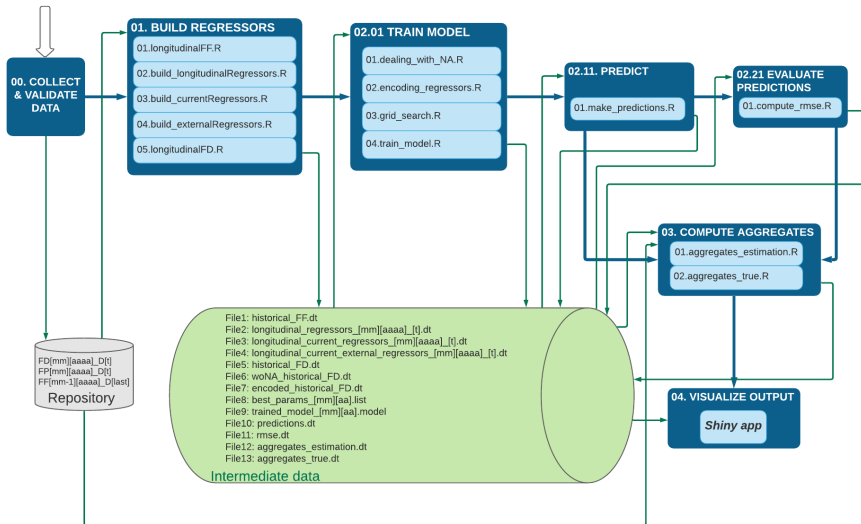 00. COLLECT
& VALIDATE
DATA
01. BUILD REGRESSORS
01.longitudinalFF.R
02.build_longitudinalRegressors.R
03.build_currentRegressors.R
04.build_externalRegressors.R
05.longitudinalFD.R
02.01 TRAIN MODEL
01.dealing_with_NA.R
02.encoding_regressors.R
03.grid_search.R
04.train_model.R
02.11. PREDICT
01.make_predictions.R
02.21 EVALUATE
PREDICTIONS
01.compute_rmse.R
03. COMPUTE AGGREGATES
01.aggregates_estimation.R
02.aggregates_true.R
04. VISUALIZE OUTPUT
Shiny app
FD[mm][aaaa]_D[t]
FP[mm][aaaa]_D[t]
FF[mm-1][aaaa]_D[last]
Repository
File1: historical_FF.dt
File2: longitudinal_regressors_[mm][aaaa]_[t].dt
File3: longitudinal_current_regressors_[mm][aaaa]_[t].dt
File4: longitudinal_current_external_regressors_[mm][aaaa]_[t].dt
File5: historical_FD.dt
File6: woNA_historical_FD.dt
File7: encoded_historical_FD.dt
File8: best_params_[mm][aa].list
File9: trained_model_[mm][aa].model
File10: predictions.dt
File11: rmse.dt
File12: aggregates_estimation.dt
File13: aggregates_true.dt
Intermediate data